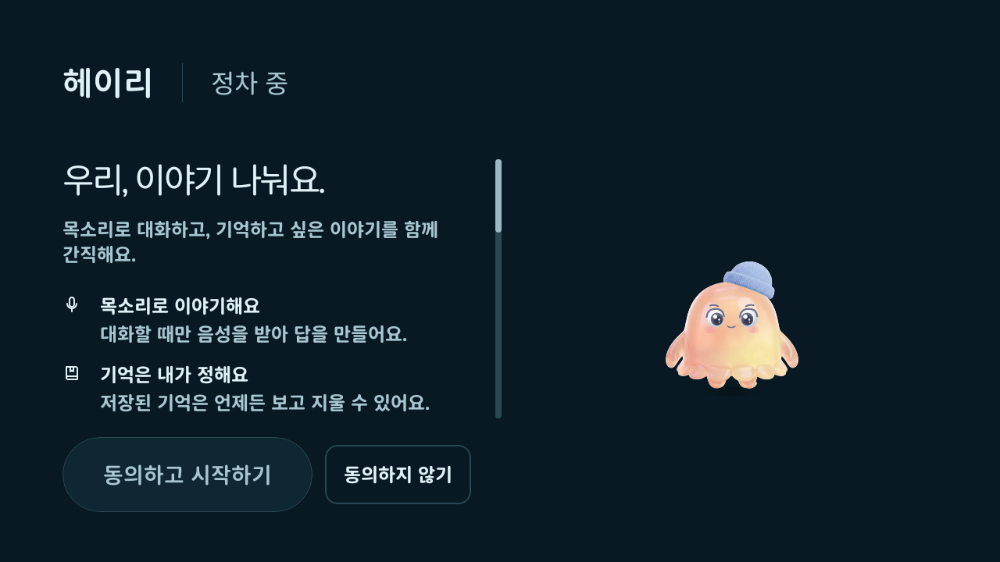 헤이리
정차 중
우리, 이야기 나눠요.
목소리로 대화하고, 기억하고 싶은 이야기를 함께
간직해요.
목소리로 이야기해요
대화할 때만 음성을 받아 답을 만들어요.
기억은 내가 정해요
저장된 기억은 언제든 보고 지울 수 있어요.
동의하고 시작하기
동의하지 않기